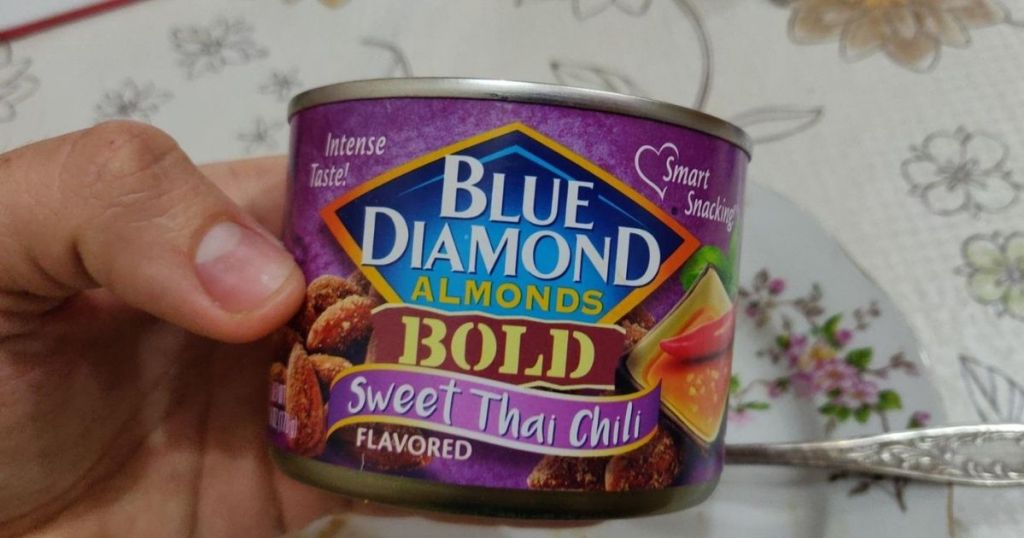 Intense
Taste!
Smart
Snacking
BLUE
DIAMOND
ALMONDS
BOLD
Sweet Thai Chili
FLAVORED